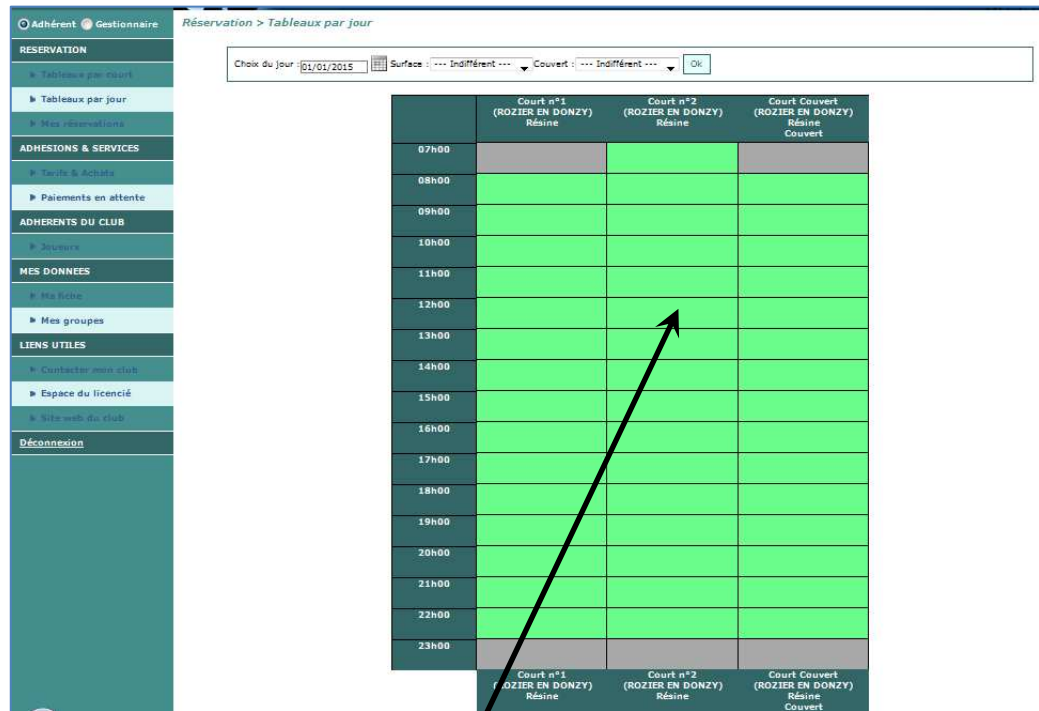 Adhérent Gestionnaire
Réservation > Tableaux par jour
RESERVATION
Tableaux par court
Tableaux par jour
Mes réservations
ADHESIONS & SERVICES
Tarifs & Achats
Paiements en attente
ADHERENTS DU CLUB
Joueurs
MES DONNEES
Ma fiche
Mes groupes
LIENS UTILES
Contacter mon club
Espace du licencié
Site web du club
Déconnexion
Choix du jour : 01/01/2015 Surface : --- Indifférent --- Couvert : --- Indifférent --- Ok
Court n°1 Court n°2 Court Couvert
(ROZIER EN DONZY) (ROZIER EN DONZY) (ROZIER EN DONZY)
Résine Résine Résine
Couvert
07h00
08h00
09h00
10h00
11h00
12h00
13h00
14h00
15h00
16h00
17h00
18h00
19h00
20h00
21h00
22h00
23h00
Court n°1 Court n°2 Court Couvert
(ROZIER EN DONZY) (ROZIER EN DONZY) (ROZIER EN DONZY)
Résine Résine Résine
Couvert